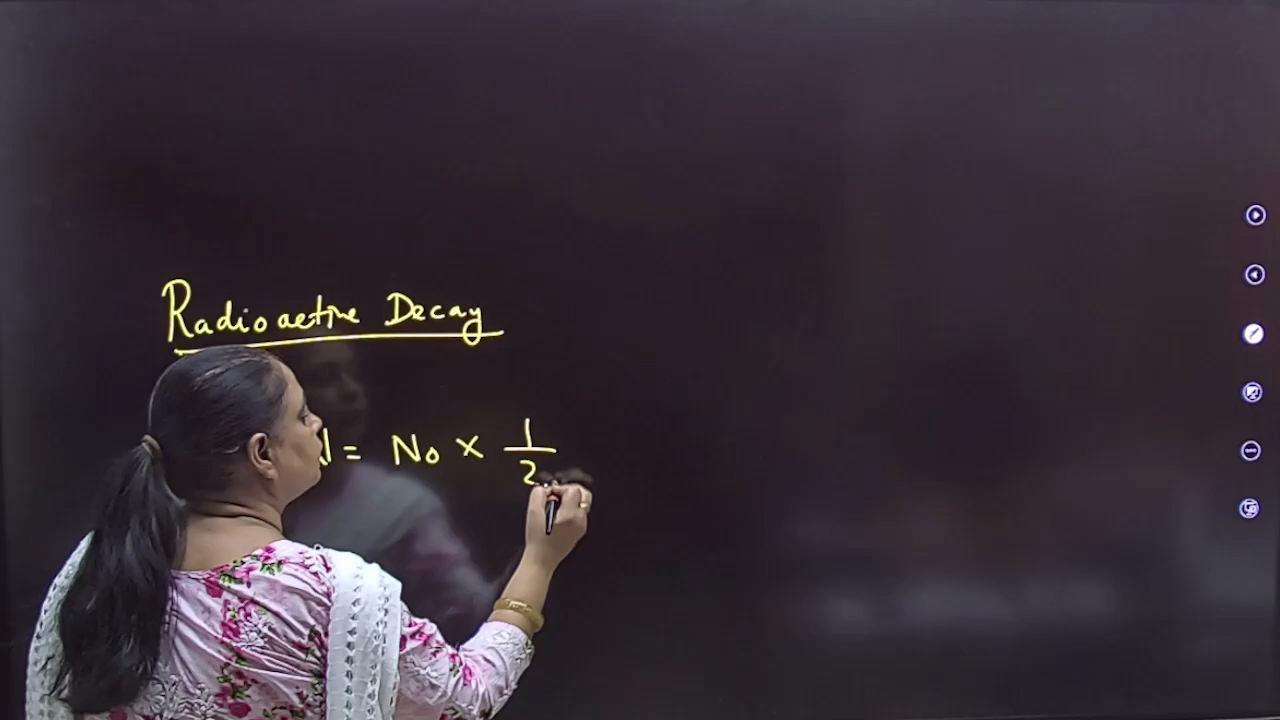 Radioactive Decay
N = No × 1/2